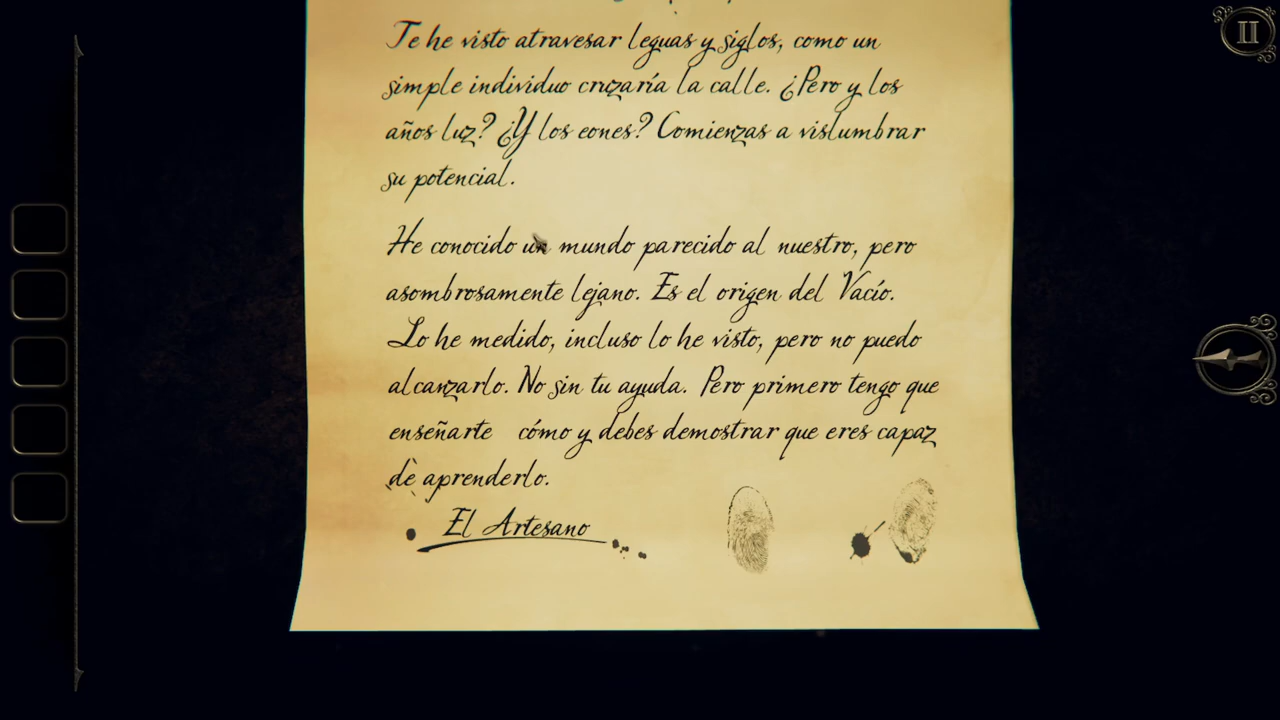 Te he visto atravesar leguas y siglos, como un
simple individuo cruzaría la calle. ¿Pero y los
años luz? ¿Y los eones? Comienzas a vislumbrar
su potencial.
He conocido un mundo parecido al nuestro, pero
asombrosamente lejano. Es el origen del Vacío.
Lo he medido, incluso lo he visto, pero no puedo
alcanzarlo. No sin tu ayuda. Pero primero tengo que
enseñarte cómo y debes demostrar que eres capaz
de aprenderlo.
El Artesano